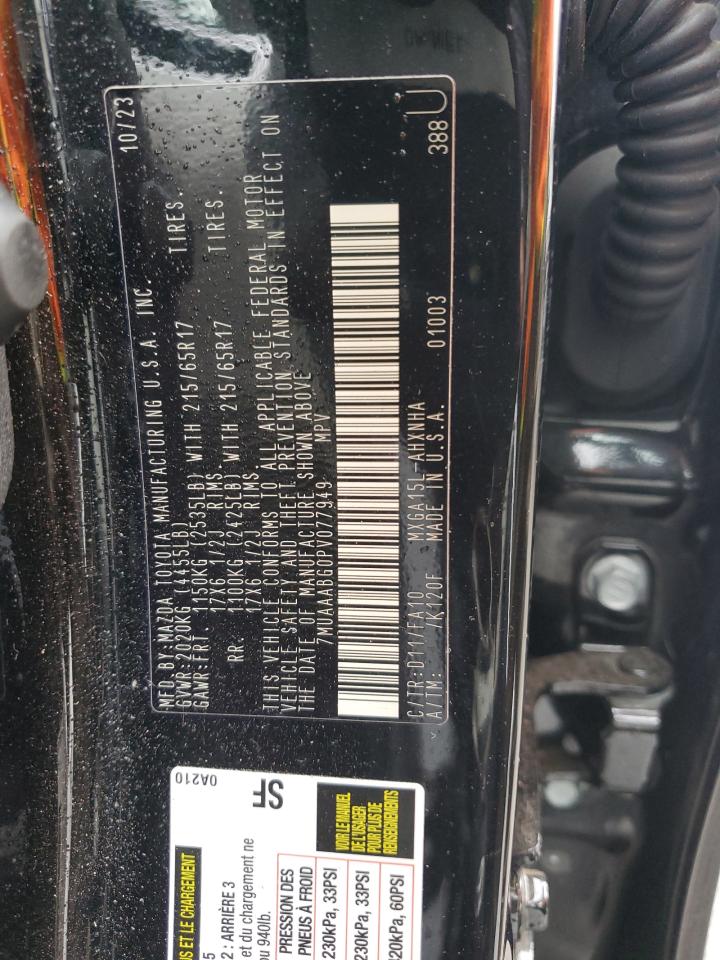 MFD.BY:MAZDA TOYOTA MANUFACTURING U.S.A. INC. 10/23
GVWR:2020KG (4455LB)
GAWR:FRT 1150KG (2535LB) WITH 215/65R17 TIRES.
17X6 1/2J RIMS.
RR. 1100KG (2425LB) WITH 215/65R17 TIRES.
17X6 1/2J RIMS
THIS VEHICLE CONFORMS TO ALL APPLICABLE FEDERAL MOTOR
VEHICLE SAFETY AND THEFT PREVENTION STANDARDS IN EFFECT ON
THE DATE OF MANUFACTURE SHOWN ABOVE
7MUAAABG0PV077949 MPV
C/TR:D11/FA10 MXGA15L-AHXNHA
A/TM: /K120F MADE IN U.S.A. 01003 388 U
0A210
SF
NS ET LE CHARGEMENT
5
2 : ARRIÈRE 3
et du chargement ne
ou 940lb.
PRESSION DES
PNEUS À FROID
230kPa, 33PSI
230kPa, 33PSI
420kPa, 60PSI
VOIR LE MANUEL
DE L'USAGER
POUR PLUS DE
RENSEIGNEMENTS